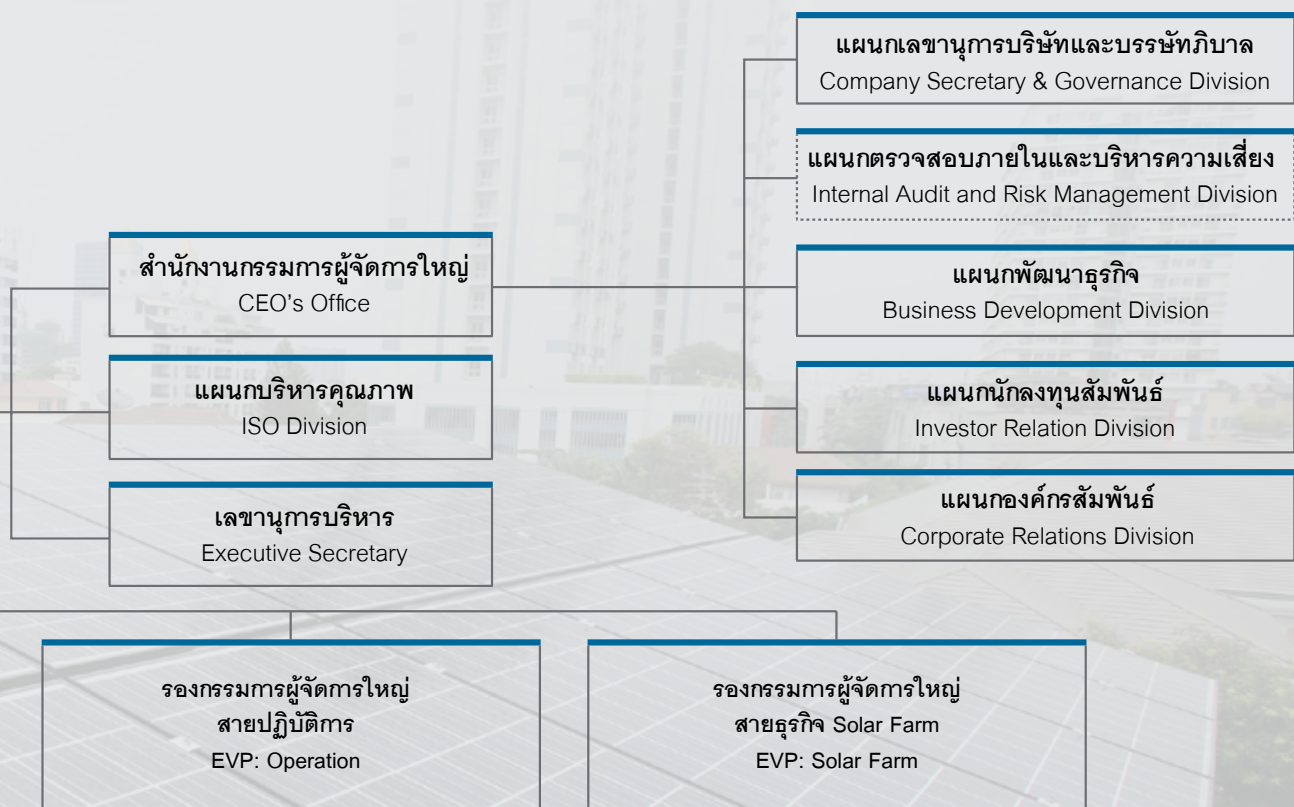 แผนกเลขานุการบริษัทและบรรษัทภิบาล
Company Secretary & Governance Division
แผนกตรวจสอบภายในและบริหารความเสี่ยง
Internal Audit and Risk Management Division
สำนักงานกรรมการผู้จัดการใหญ่
CEO's Office
แผนกพัฒนาธุรกิจ
Business Development Division
แผนกบริหารคุณภาพ
ISO Division
แผนกนักลงทุนสัมพันธ์
Investor Relation Division
เลขานุการบริหาร
Executive Secretary
แผนกองค์กรสัมพันธ์
Corporate Relations Division
รองกรรมการผู้จัดการใหญ่
สายปฏิบัติการ
EVP: Operation
รองกรรมการผู้จัดการใหญ่
สายธุรกิจ Solar Farm
EVP: Solar Farm